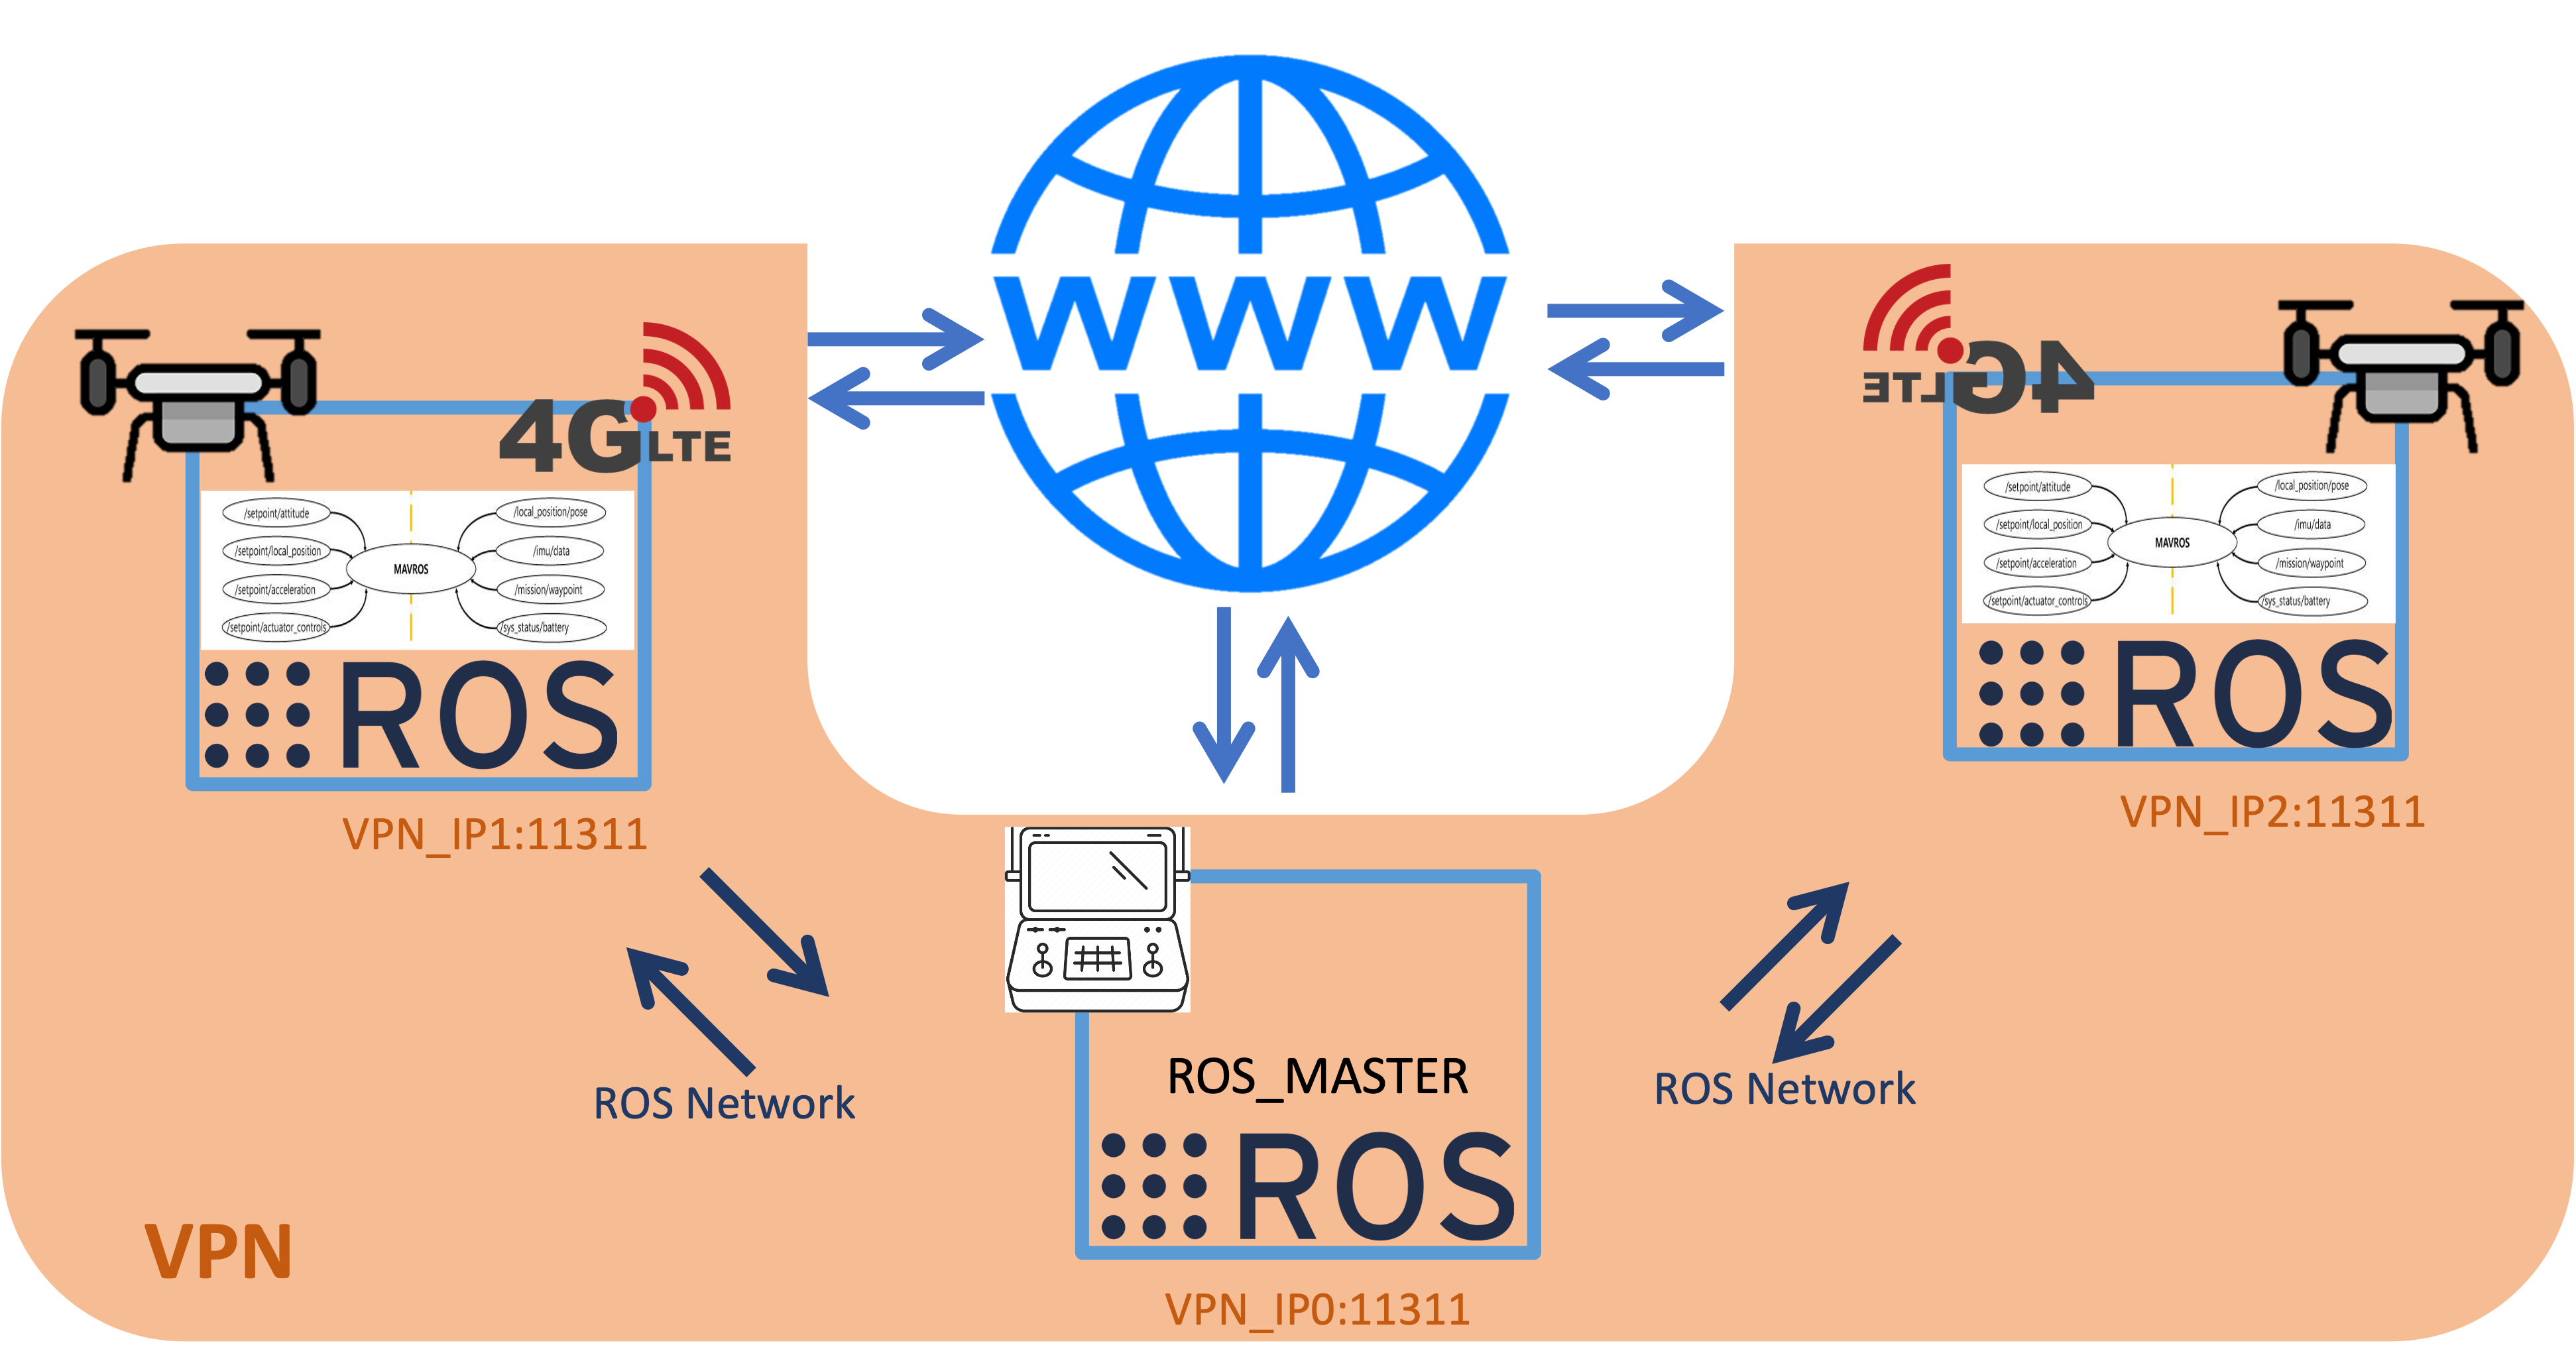 WWW
4G LTE
/setpoint/attitude
/setpoint/local_position
/setpoint/acceleration
/setpoint/actuator_controls
MAVROS
/local_position/pose
/imu/data
/mission/waypoint
/sys_status/battery
ROS
VPN_IP1:11311
4G LTE
/setpoint/attitude
/setpoint/local_position
/setpoint/acceleration
/setpoint/actuator_controls
MAVROS
/local_position/pose
/imu/data
/mission/waypoint
/sys_status/battery
ROS
VPN_IP2:11311
ROS Network
ROS_MASTER
ROS
VPN_IP0:11311
ROS Network
VPN